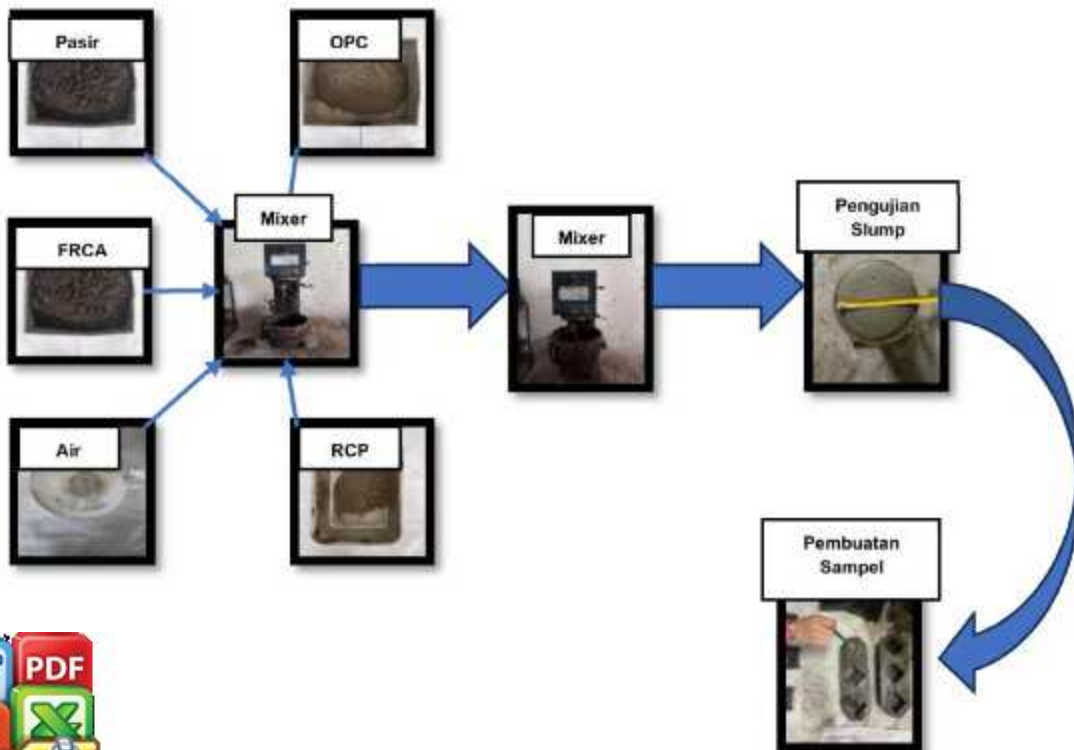 Pasir
OPC
Mixer
FRCA
Mixer
Pengujian
Slump
Air
RCP
Pembuatan
Sampel
PDF